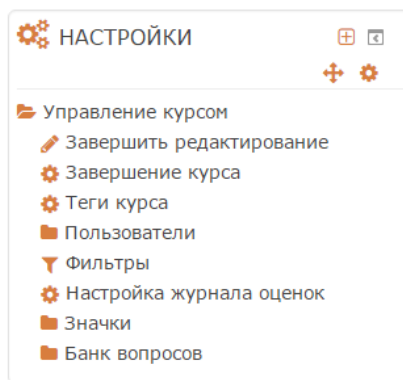 НАСТРОЙКИ
Управление курсом
Завершить редактирование
Завершение курса
Теги курса
Пользователи
Фильтры
Настройка журнала оценок
Значки
Банк вопросов